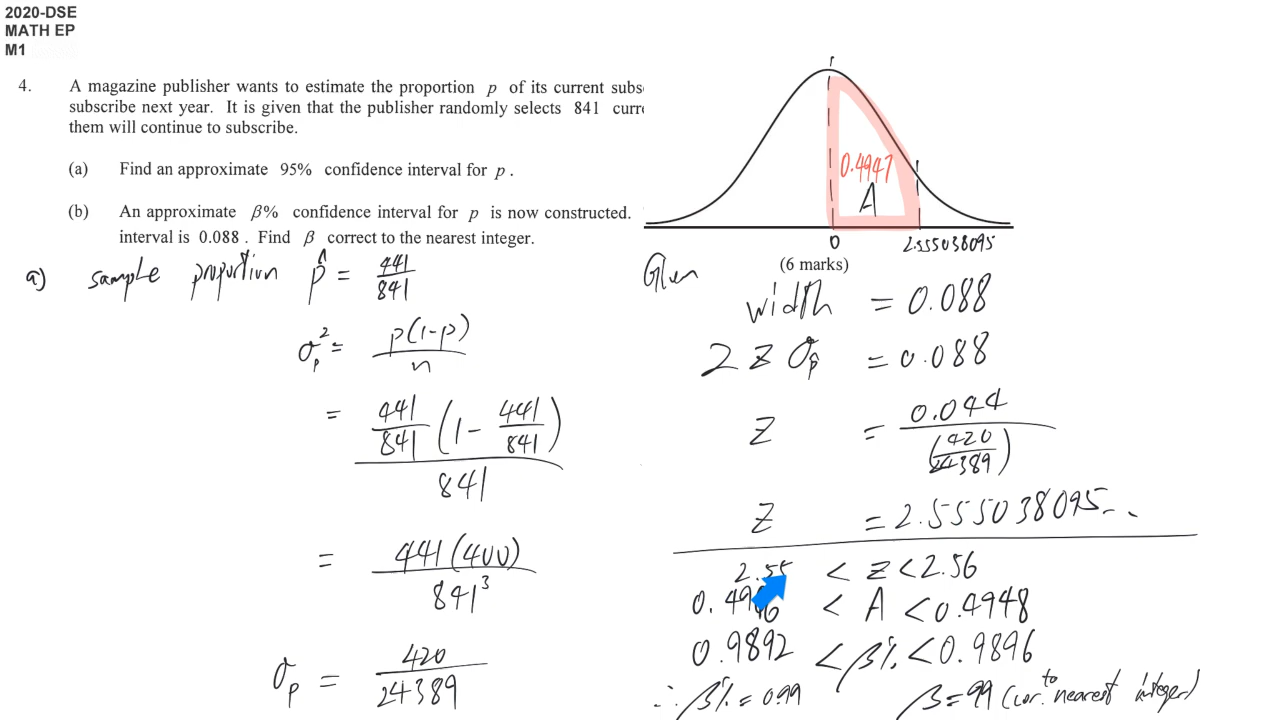 2020-DSE
MATH EP
M1
4. A magazine publisher wants to estimate the proportion p of its current subs
subscribe next year. It is given that the publisher randomly selects 841 curr
them will continue to subscribe.
(a) Find an approximate 95% confidence interval for p .
(b) An approximate β% confidence interval for p is now constructed.
interval is 0.088 . Find β correct to the nearest integer.
(6 marks)
a) sample proportion p̂ = 441/841
σₚ² = p(1-p)/n
= 441/841 (1 - 441/841) / 841
= 441(400)/841³
σₚ = 420/24389
0.4947
A
0 2.555038095
Given
width = 0.088
2 z σₚ = 0.088
z = 0.044/(420/24389)
z = 2.555038095...
2.55 < z < 2.56
0.4946 < A < 0.4948
0.9892 < β% < 0.9896
∴ β% = 0.99 β = 99 (cor. to nearest integer)